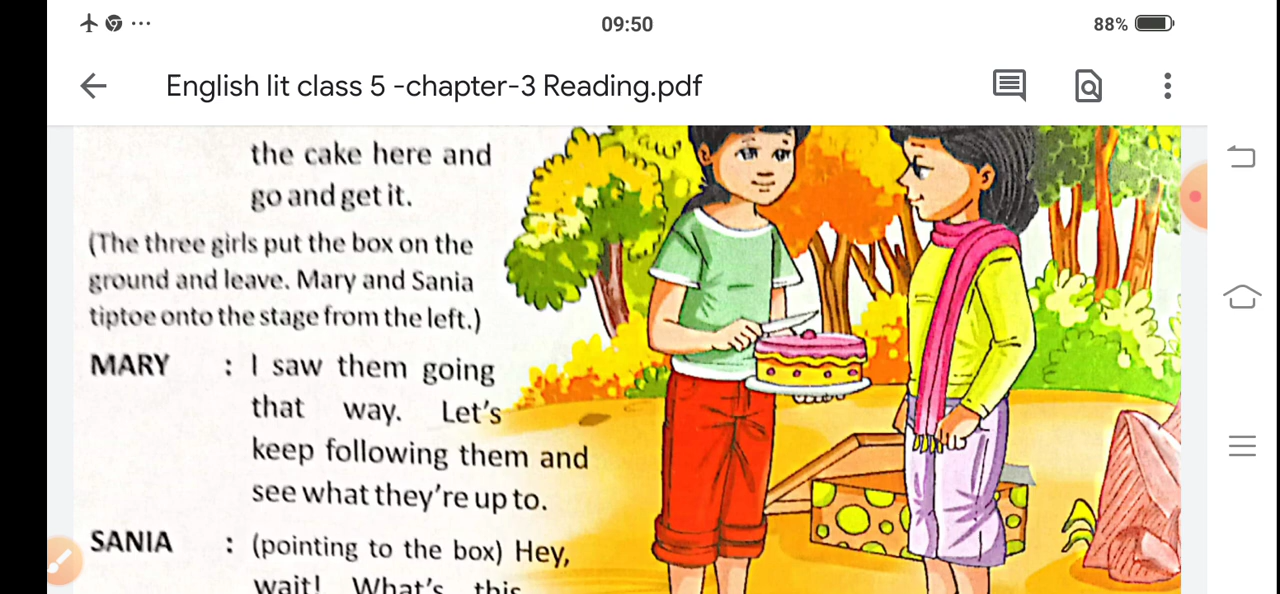 09:50
88%
English lit class 5 -chapter-3 Reading.pdf
the cake here and
go and get it.
(The three girls put the box on the
ground and leave. Mary and Sania
tiptoe onto the stage from the left.)
MARY : I saw them going
that way. Let's
keep following them and
see what they're up to.
SANIA : (pointing to the box) Hey,
wait! What's this